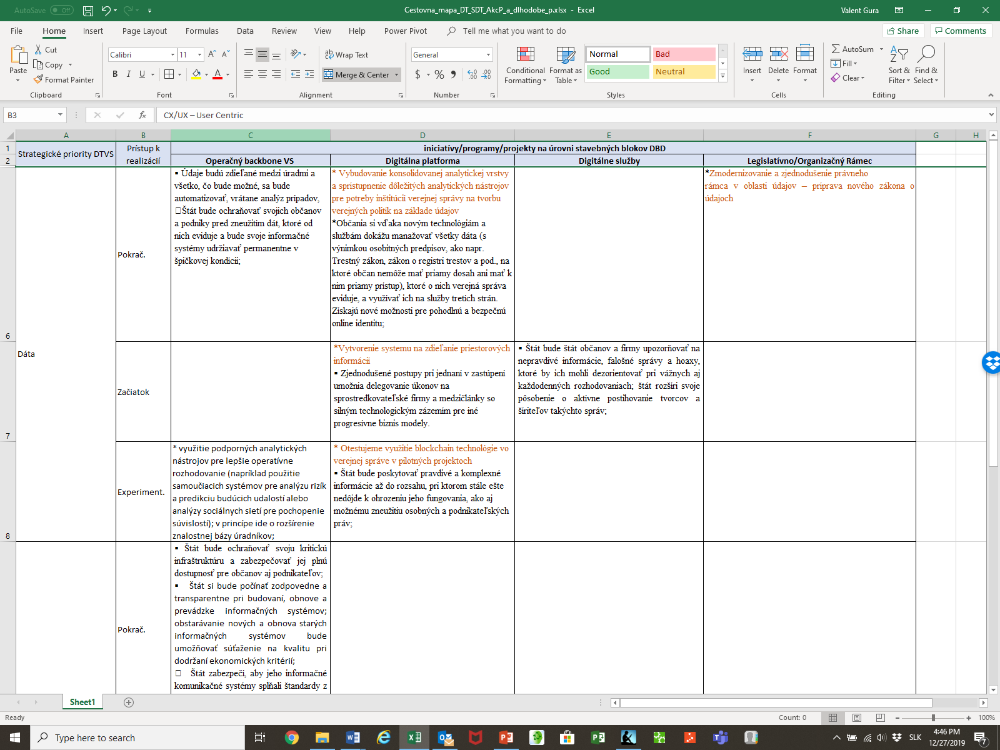 AutoSave Off
Cestovna_mapa_DT_SDT_AkcP_a_dlhodobe_p.xlsx - Excel
Valent Gura
File Home Insert Page Layout Formulas Data Review View Help Power Pivot Tell me what you want to do
Share Comments
Paste
Cut
Copy
Format Painter
Clipboard
Calibri 11
B I U
Font
Wrap Text
Merge & Center
Alignment
General
$ %
Number
Conditional Formatting
Format as Table
Normal Bad
Good Neutral
Styles
Insert Delete Format
Cells
AutoSum
Fill
Clear
Sort & Filter
Find & Select
Editing
B3
fx
CX/UX – User Centric
A B C D E F G H
1
2
Strategické priority DTVS
Prístup k
realizácií
iniciatívy/programy/projekty na úrovni stavebných blokov DBD
Operačný backbone VS
Digitálna platforma
Digitálne služby
Legislatívno/Organizačný Rámec
6
Dáta
Pokrač.
▪ Údaje budú zdieľané medzi úradmi a
všetko, čo bude možné, sa bude
automatizovať, vrátane analýz prípadov,
Štát bude ochraňovať svojich občanov
a podniky pred zneužitím dát, ktoré od
nich eviduje a bude svoje informačné
systémy udržiavať permanentne v
špičkovej kondícii;
* Vybudovanie konsolidovanej analytickej vrstvy
a sprístupnenie dôležitých analytických nástrojov
pre potreby inštitúcii verejnej správy na tvorbu
verejných politík na základe údajov
*Občania si vďaka novým technológiám a
službám dokážu manažovať všetky dáta (s
výnimkou osobitných predpisov, ako napr.
Trestný zákon, zákon o registri trestov a pod., na
ktoré občan nemôže mať priamy dosah ani mať k
nim priamy prístup), ktoré o nich verejná správa
eviduje, a využívať ich na služby tretích strán.
Získajú nové možnosti pre pohodlnú a bezpečnú
online identitu;
*Zmodernizovanie a zjednodušenie právneho
rámca v oblasti údajov – príprava nového zákona o
údajoch
7
Začiatok
*Vytvorenie systemu na zdieľanie priestorových
informácií
▪ Zjednodušené postupy pri jednaní v zastúpení
umožnia delegovanie úkonov na
sprostredkovateľské firmy a medzičlánky so
silným technologickým zázemím pre iné
progresívne biznis modely.
▪ Štát bude štát občanov a firmy upozorňovať na
nepravdivé informácie, falošné správy a hoaxy,
ktoré by ich mohli dezorientovať pri vážnych aj
každodenných rozhodovaniach; štát rozšíri svoje
pôsobenie o aktívne postihovanie tvorcov a
šíriteľov takýchto správ;
8
Experiment.
* využitie podporných analytických
nástrojov pre lepšie operatívne
rozhodovanie (napríklad použitie
samoučiacich systémov pre analýzu rizík
a predikciu budúcich udalostí alebo
analýzy sociálnych sietí pre pochopenie
súvislostí); v princípe ide o rozšírenie
znalostnej bázy úradníkov;
* Otestujeme využitie blockchain technológie vo
verejnej správe v pilotných projektoch
▪ Štát bude poskytovať pravdivé a komplexné
informácie až do rozsahu, pri ktorom stále ešte
nedôjde k ohrozeniu jeho fungovania, ako aj
možnému zneužitiu osobných a podnikateľských
práv;
Pokrač.
▪ Štát bude ochraňovať svoju kritickú
infraštruktúru a zabezpečovať jej plnú
dostupnosť pre občanov aj podnikateľov;
▪ Štát si bude počínať zodpovedne a
transparentne pri budovaní, obnove a
prevádzke informačných systémov;
obstarávanie nových a obnova starých
informačných systémov bude
umožňovať súťaženie na kvalitu pri
dodržaní ekonomických kritérií;
Štát zabezpečí, aby jeho informačné
komunikačné systémy spĺňali štandardy z
Sheet1
Ready
Count: 0
100%
Type here to search
SLK
4:46 PM
12/27/2019
7